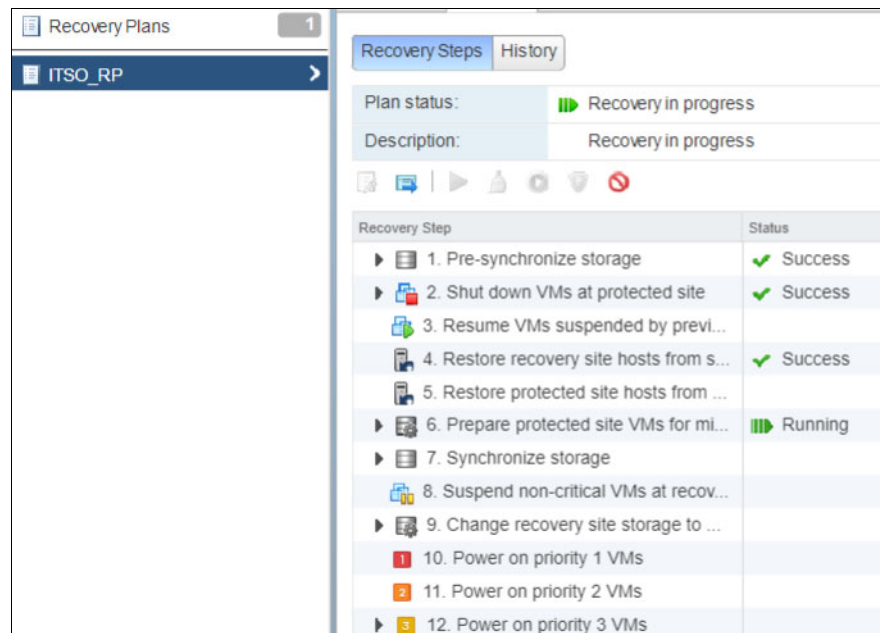 Recovery Plans 1
ITSO_RP
Recovery Steps History
Plan status: Recovery in progress
Description: Recovery in progress
Recovery Step Status
1. Pre-synchronize storage Success
2. Shut down VMs at protected site Success
3. Resume VMs suspended by previ...
4. Restore recovery site hosts from s... Success
5. Restore protected site hosts from ...
6. Prepare protected site VMs for mi... Running
7. Synchronize storage
8. Suspend non-critical VMs at recov...
9. Change recovery site storage to ...
1 10. Power on priority 1 VMs
2 11. Power on priority 2 VMs
3 12. Power on priority 3 VMs